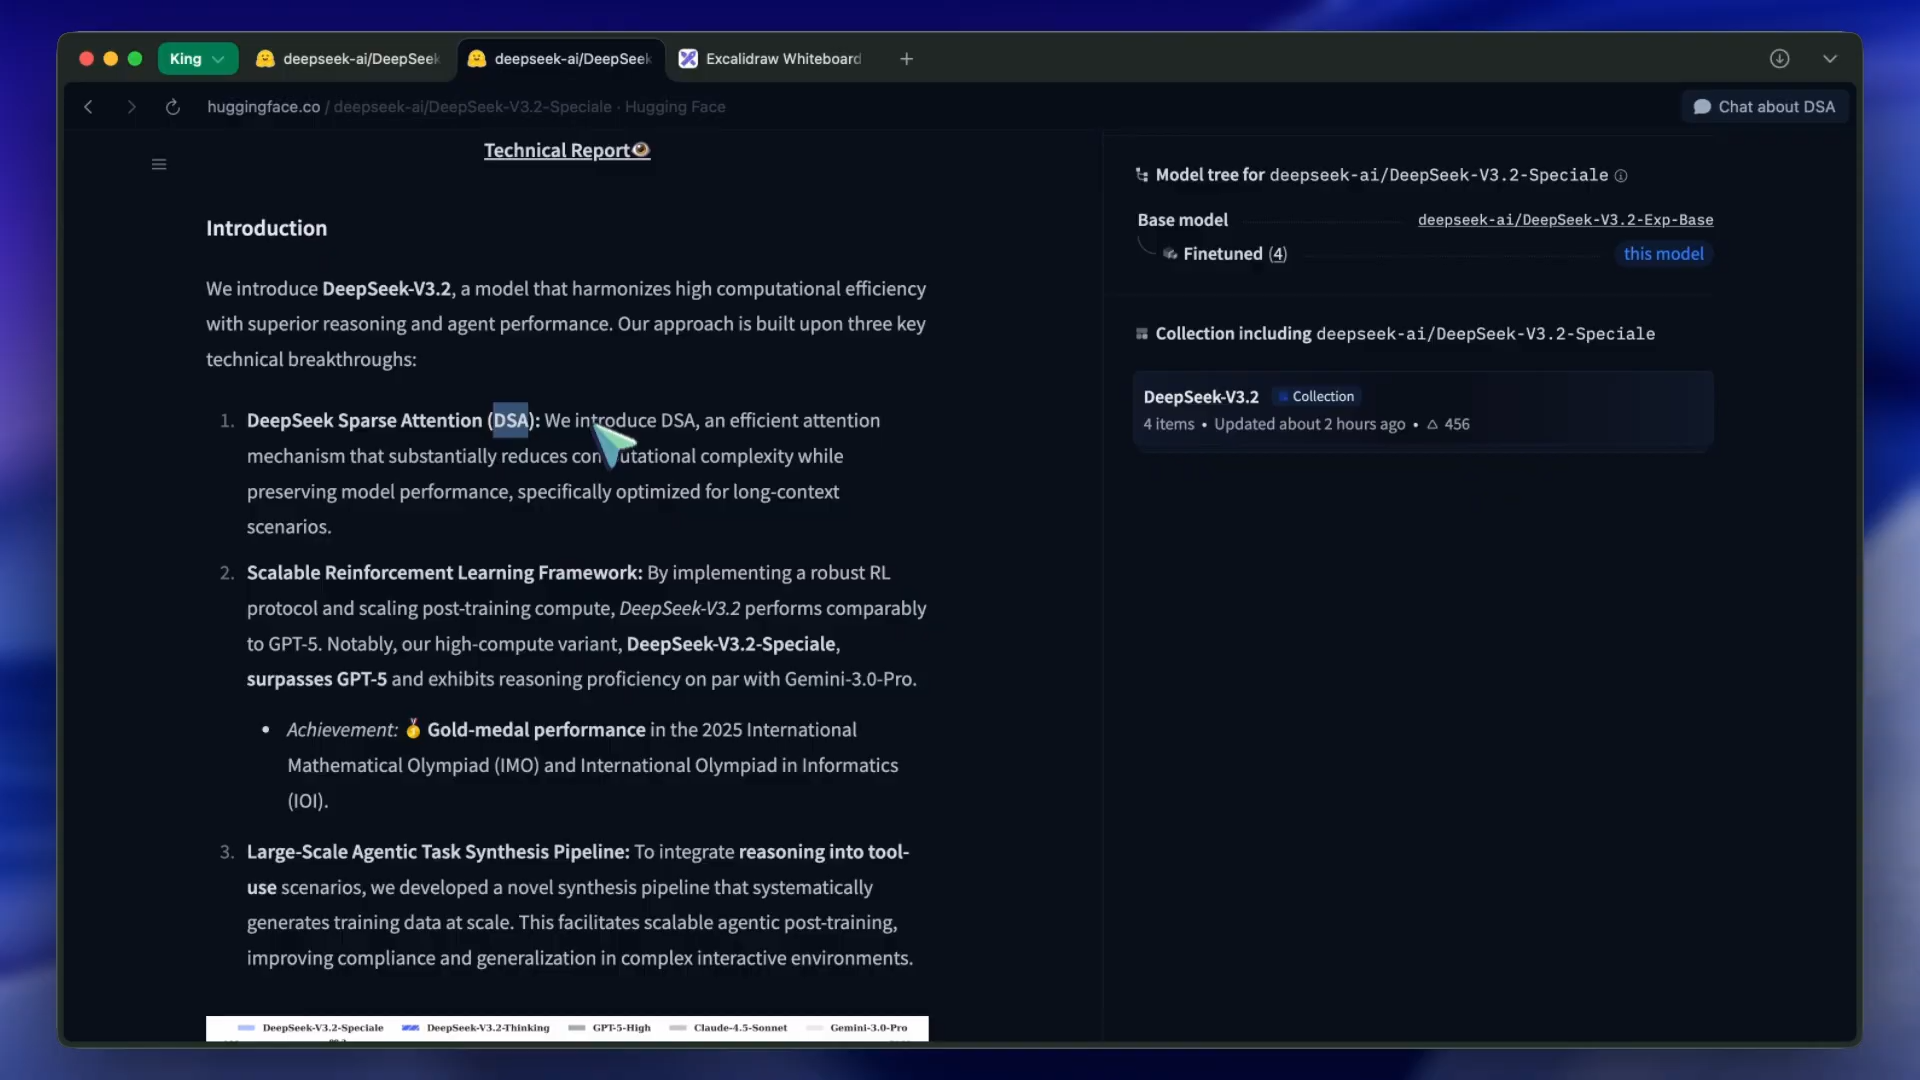 King
deepseek-ai/DeepSeek
deepseek-ai/DeepSeek
Excalidraw Whiteboard
huggingface.co / deepseek-ai/DeepSeek-V3.2-Speciale · Hugging Face
Chat about DSA
Technical Report
Introduction
We introduce DeepSeek-V3.2, a model that harmonizes high computational efficiency
with superior reasoning and agent performance. Our approach is built upon three key
technical breakthroughs:
1. DeepSeek Sparse Attention (DSA): We introduce DSA, an efficient attention
mechanism that substantially reduces computational complexity while
preserving model performance, specifically optimized for long-context
scenarios.
2. Scalable Reinforcement Learning Framework: By implementing a robust RL
protocol and scaling post-training compute, DeepSeek-V3.2 performs comparably
to GPT-5. Notably, our high-compute variant, DeepSeek-V3.2-Speciale,
surpasses GPT-5 and exhibits reasoning proficiency on par with Gemini-3.0-Pro.
• Achievement: 🥇 Gold-medal performance in the 2025 International
Mathematical Olympiad (IMO) and International Olympiad in Informatics
(IOI).
3. Large-Scale Agentic Task Synthesis Pipeline: To integrate reasoning into tool-
use scenarios, we developed a novel synthesis pipeline that systematically
generates training data at scale. This facilitates scalable agentic post-training,
improving compliance and generalization in complex interactive environments.
DeepSeek-V3.2-Speciale DeepSeek-V3.2-Thinking GPT-5-High Claude-4.5-Sonnet Gemini-3.0-Pro
Model tree for deepseek-ai/DeepSeek-V3.2-Speciale
Base model deepseek-ai/DeepSeek-V3.2-Exp-Base
Finetuned (4) this model
Collection including deepseek-ai/DeepSeek-V3.2-Speciale
DeepSeek-V3.2 Collection
4 items • Updated about 2 hours ago • 456